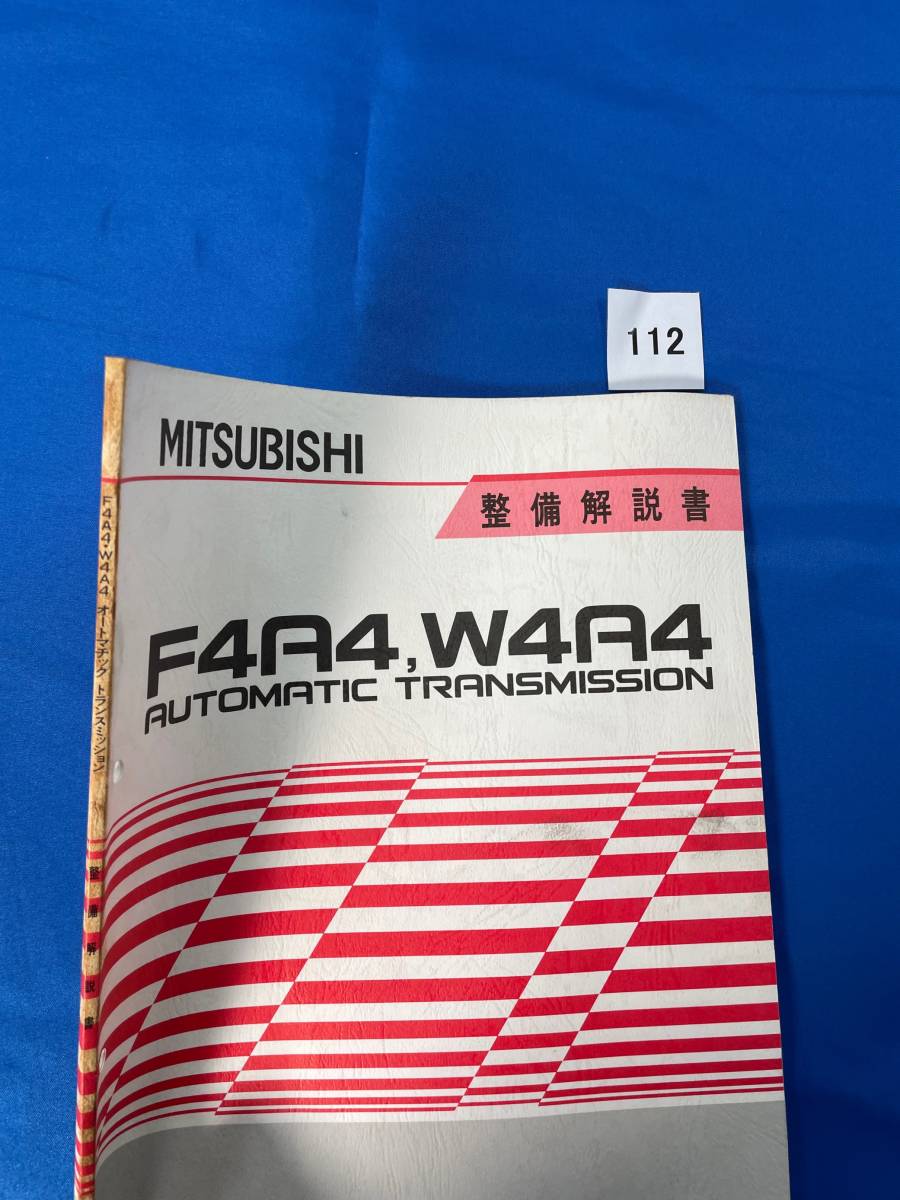 112
MITSUBISHI
整備解説書
F4A4,W4A4
AUTOMATIC TRANSMISSION
F4A4・W4A4 オートマチック トランスミッション
整備解説書